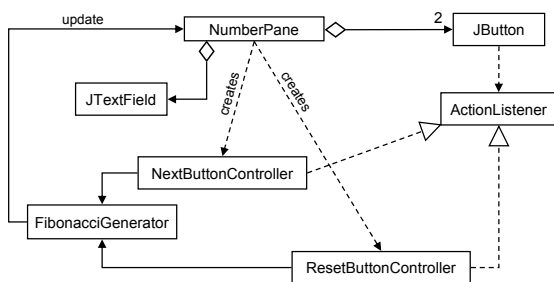 update
NumberPane
2
JButton
JTextField
creates
creates
ActionListener
NextButtonController
FibonacciGenerator
ResetButtonController